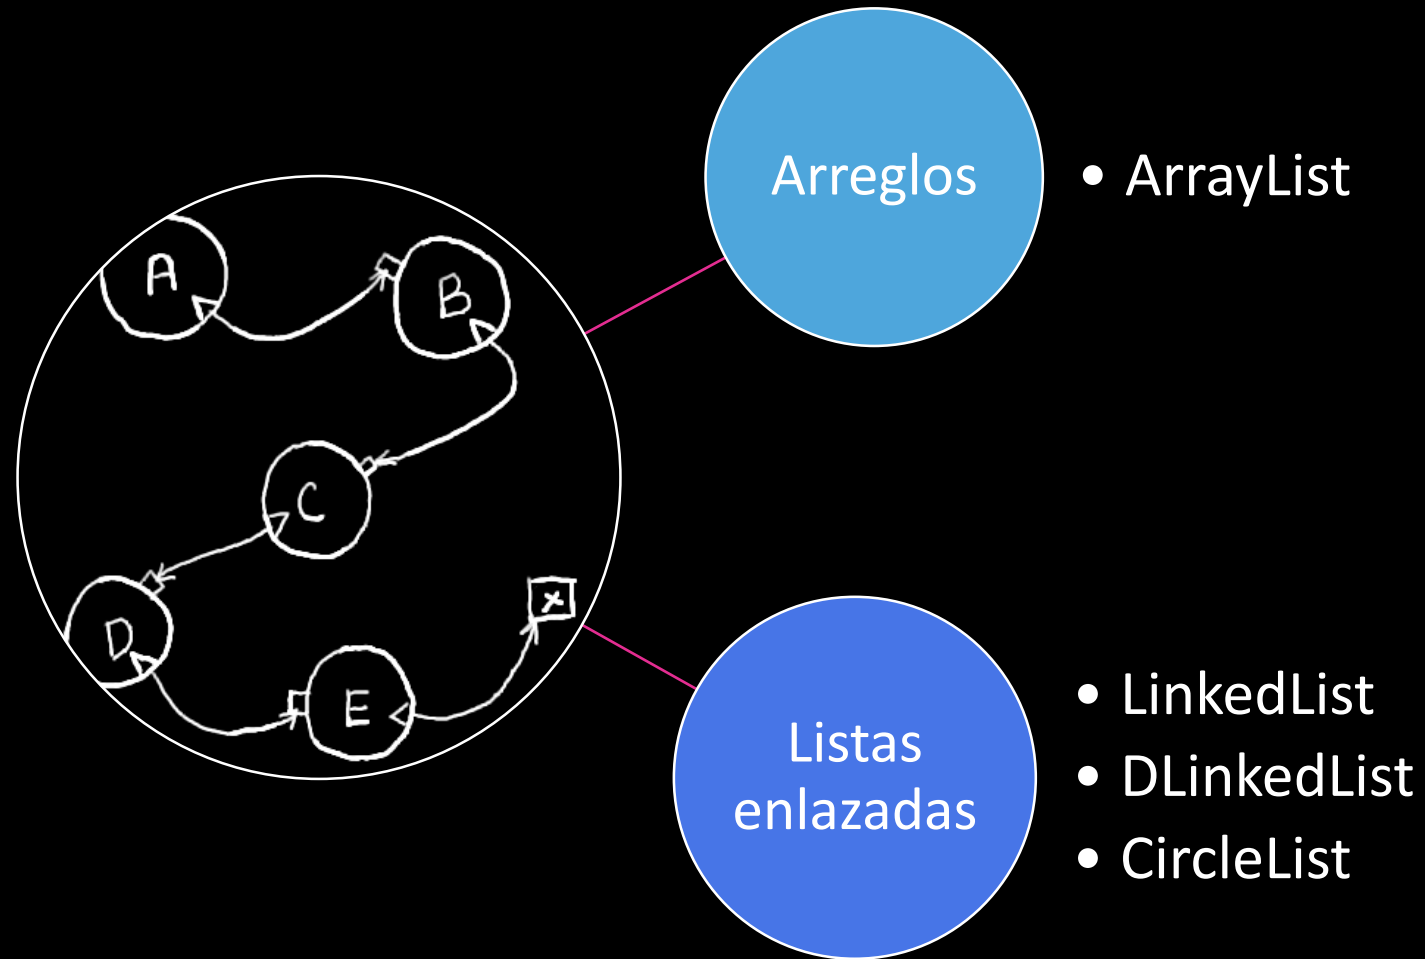 A
B
C
D
E
x
Arreglos
• ArrayList
Listas
enlazadas
• LinkedList
• DLinkedList
• CircleList